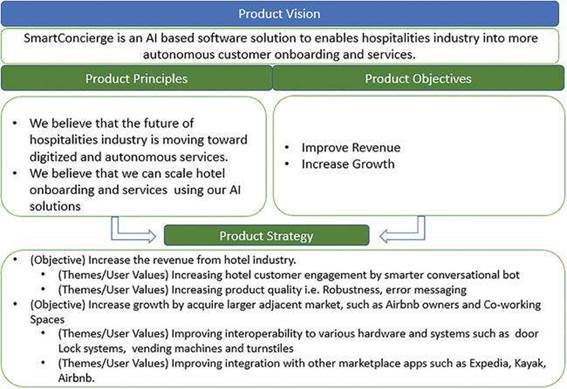 Product Vision
SmartConcierge is an AI based software solution to enables hospitalities industry into more
autonomous customer onboarding and services.
Product Principles
Product Objectives
• We believe that the future of
hospitalities industry is moving toward
digitized and autonomous services.
• We believe that we can scale hotel
onboarding and services using our AI
solutions
• Improve Revenue
• Increase Growth
Product Strategy
• (Objective) Increase the revenue from hotel industry.
• (Themes/User Values) Increasing hotel customer engagement by smarter conversational bot
• (Themes/User Values) Increasing product quality i.e. Robustness, error messaging
• (Objective) Increase growth by acquire larger adjacent market, such as Airbnb owners and Co-working
Spaces
• (Themes/User Values) Improving interoperability to various hardware and systems such as door
Lock systems, vending machines and turnstiles
• (Themes/User Values) Improving integration with other marketplace apps such as Expedia, Kayak,
Airbnb.